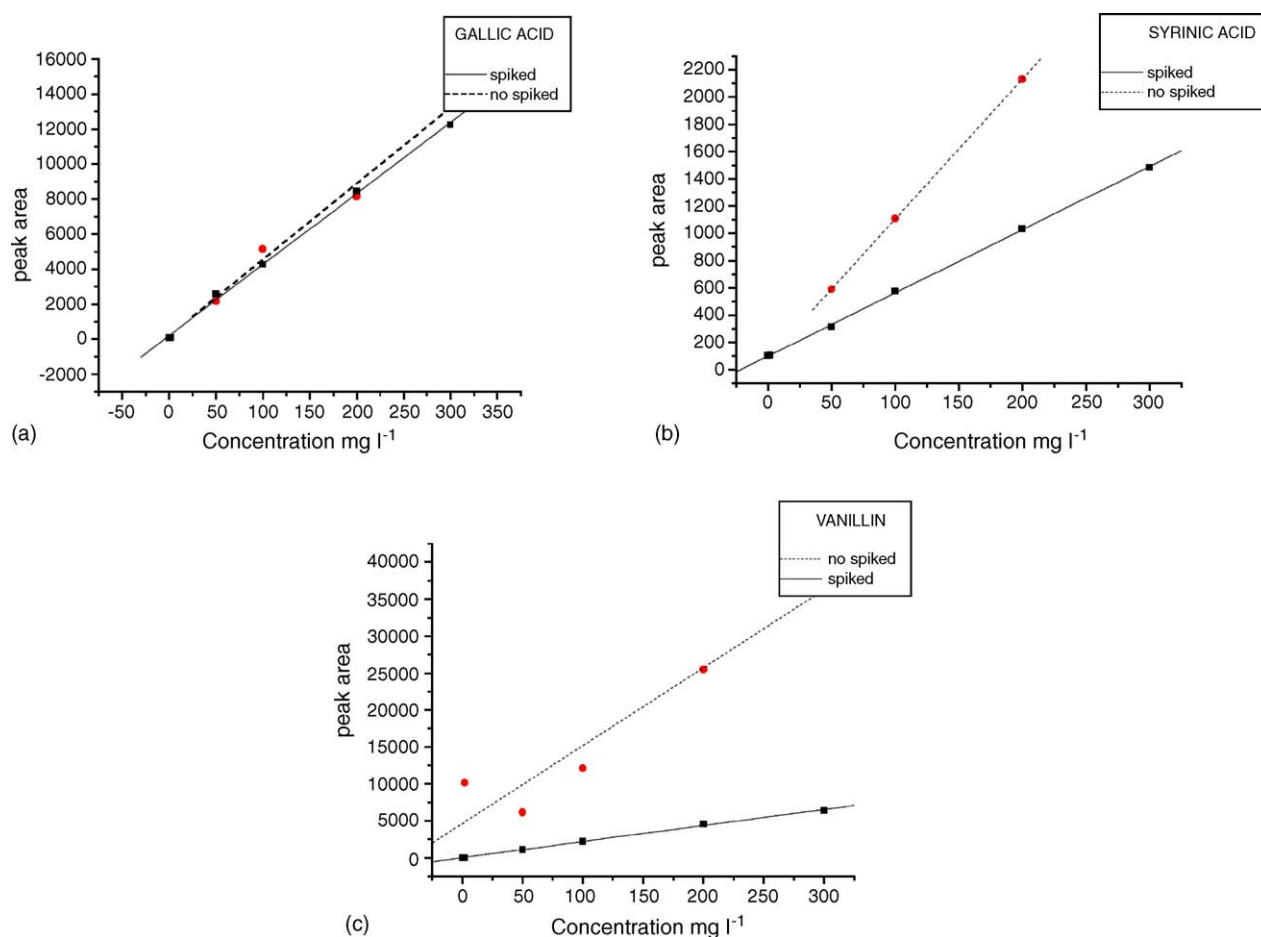 GALLIC ACID
spiked
no spiked
16000
14000
12000
10000
8000
6000
4000
2000
0
-2000
peak area
-50 0 50 100 150 200 250 300 350
Concentration mg l⁻¹
(a)
SYRINIC ACID
spiked
no spiked
2200
2000
1800
1600
1400
1200
1000
800
600
400
200
0
peak area
0 50 100 150 200 250 300
Concentration mg l⁻¹
(b)
VANILLIN
no spiked
spiked
40000
35000
30000
25000
20000
15000
10000
5000
0
peak area
0 50 100 150 200 250 300
Concentration mg l⁻¹
(c)